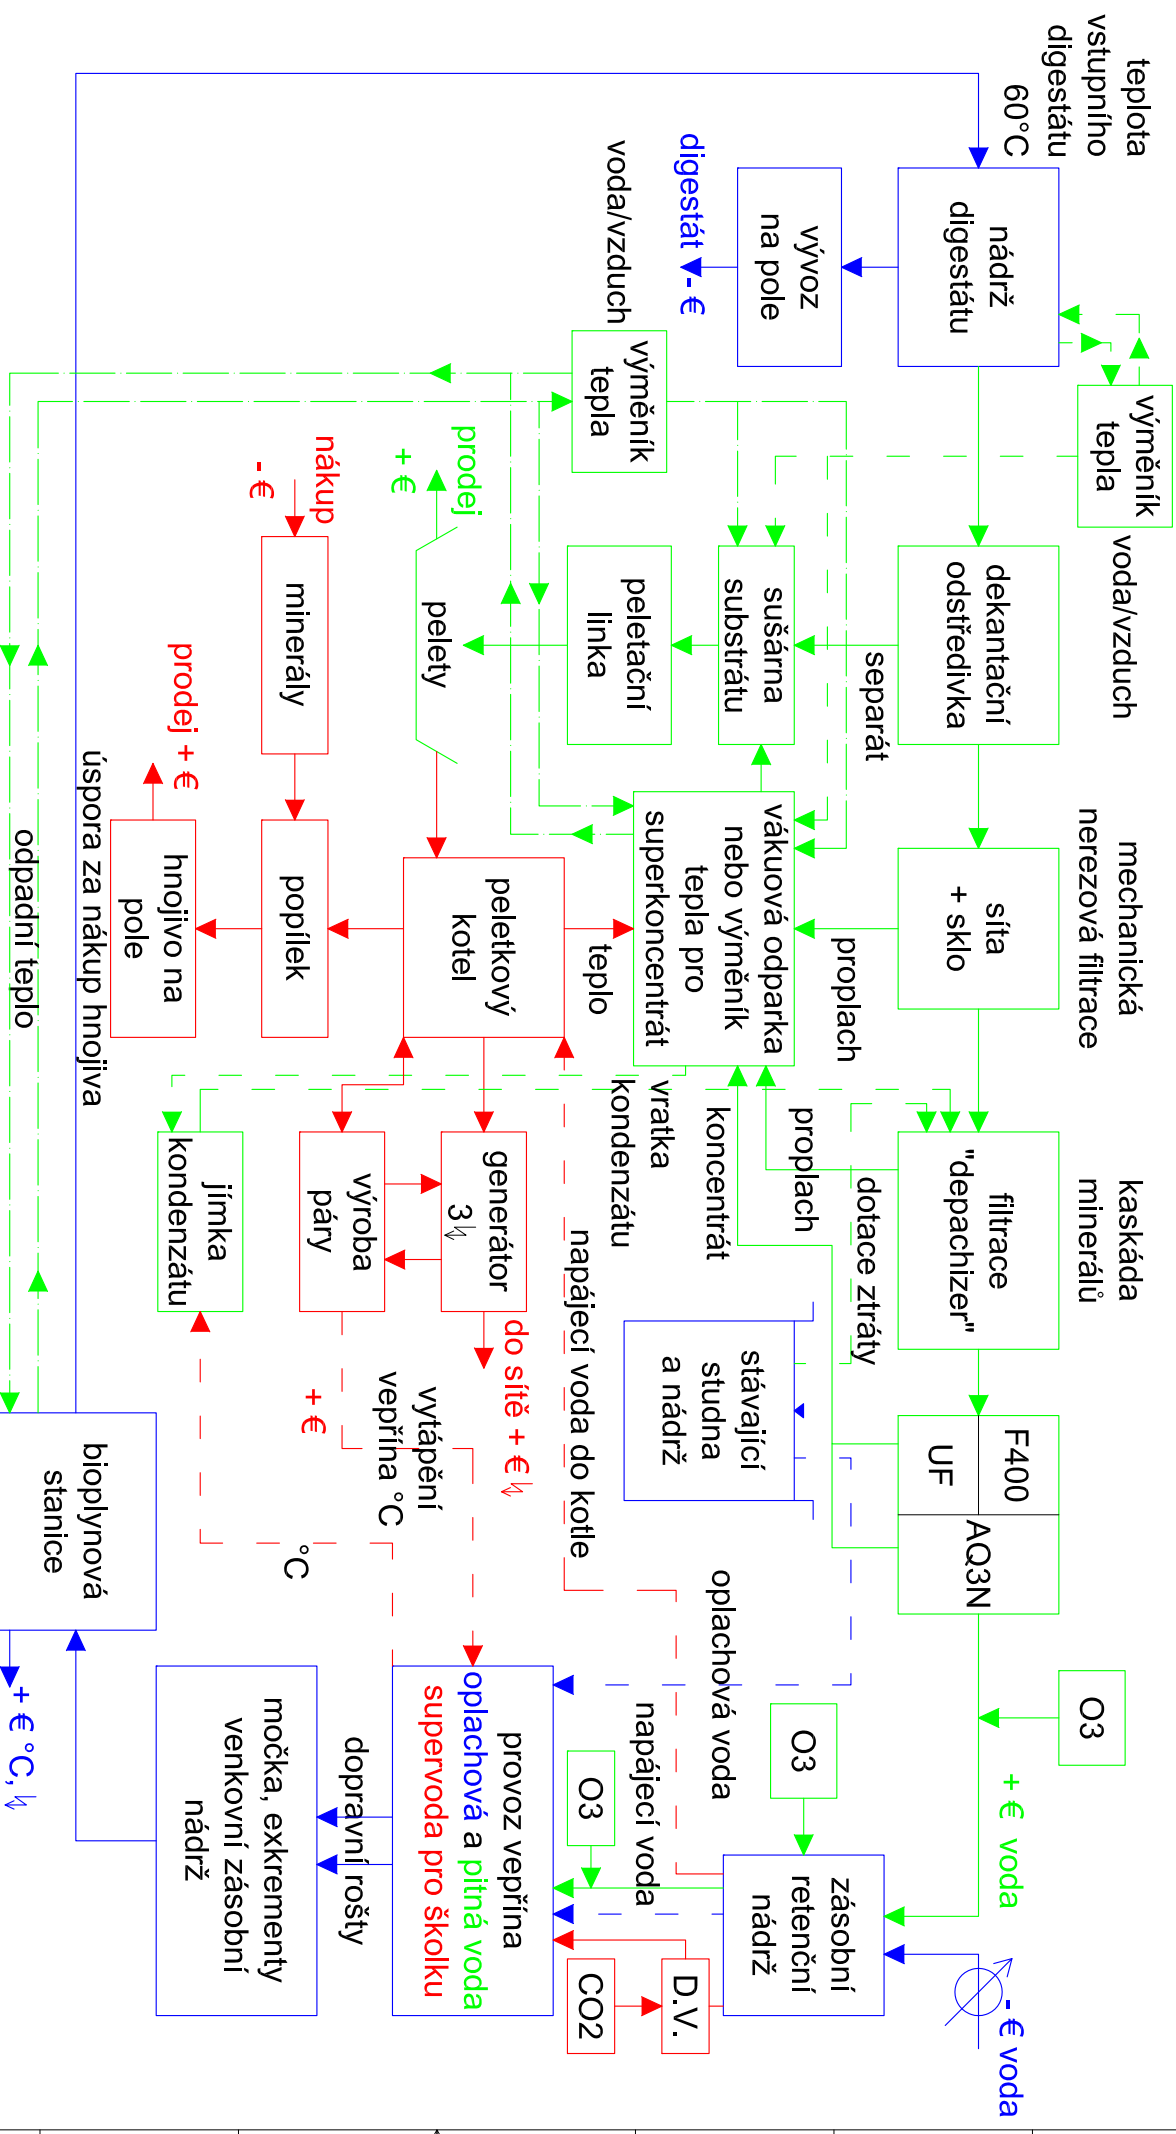 teplota
vstupního
digestátu
60°C
nádrž
digestátu
vývoz
na pole
digestát - €
voda/vzduch
výměník
tepla
výměník
tepla
voda/vzduch
dekantační
odstředivka
separát
sušárna
substrátu
peletační
linka
pelety
prodej
+ €
nákup
- €
minerály
prodej + €
mechanická
nerezová filtrace
síta
+ sklo
proplach
vákuová odparka
nebo výměník
tepla pro
superkoncentrát
teplo
peletkový
kotel
popílek
hnojivo na
pole
úspora za nákup hnojiva
odpadní teplo
kaskáda
minerálů
filtrace
"depachizer"
dotace ztráty
proplach
koncentrát
vratka
kondenzátu
napájecí voda do kotle
generátor
3
výroba
páry
jímka
kondenzátu
do sítě + €
+ €
vytápění
vepřína °C
°C
stávající
studna
a nádrž
F400
UF
AQ3N
O3
+ € voda
- € voda
oplachová voda
O3
napájecí voda
O3
zásobní
retenční
nádrž
D.V.
CO2
provoz vepřína
oplachová a pitná voda
supervoda pro školku
dopravní rošty
močka, exkrementy
venkovní zásobní
nádrž
bioplynová
stanice
+ € °C,